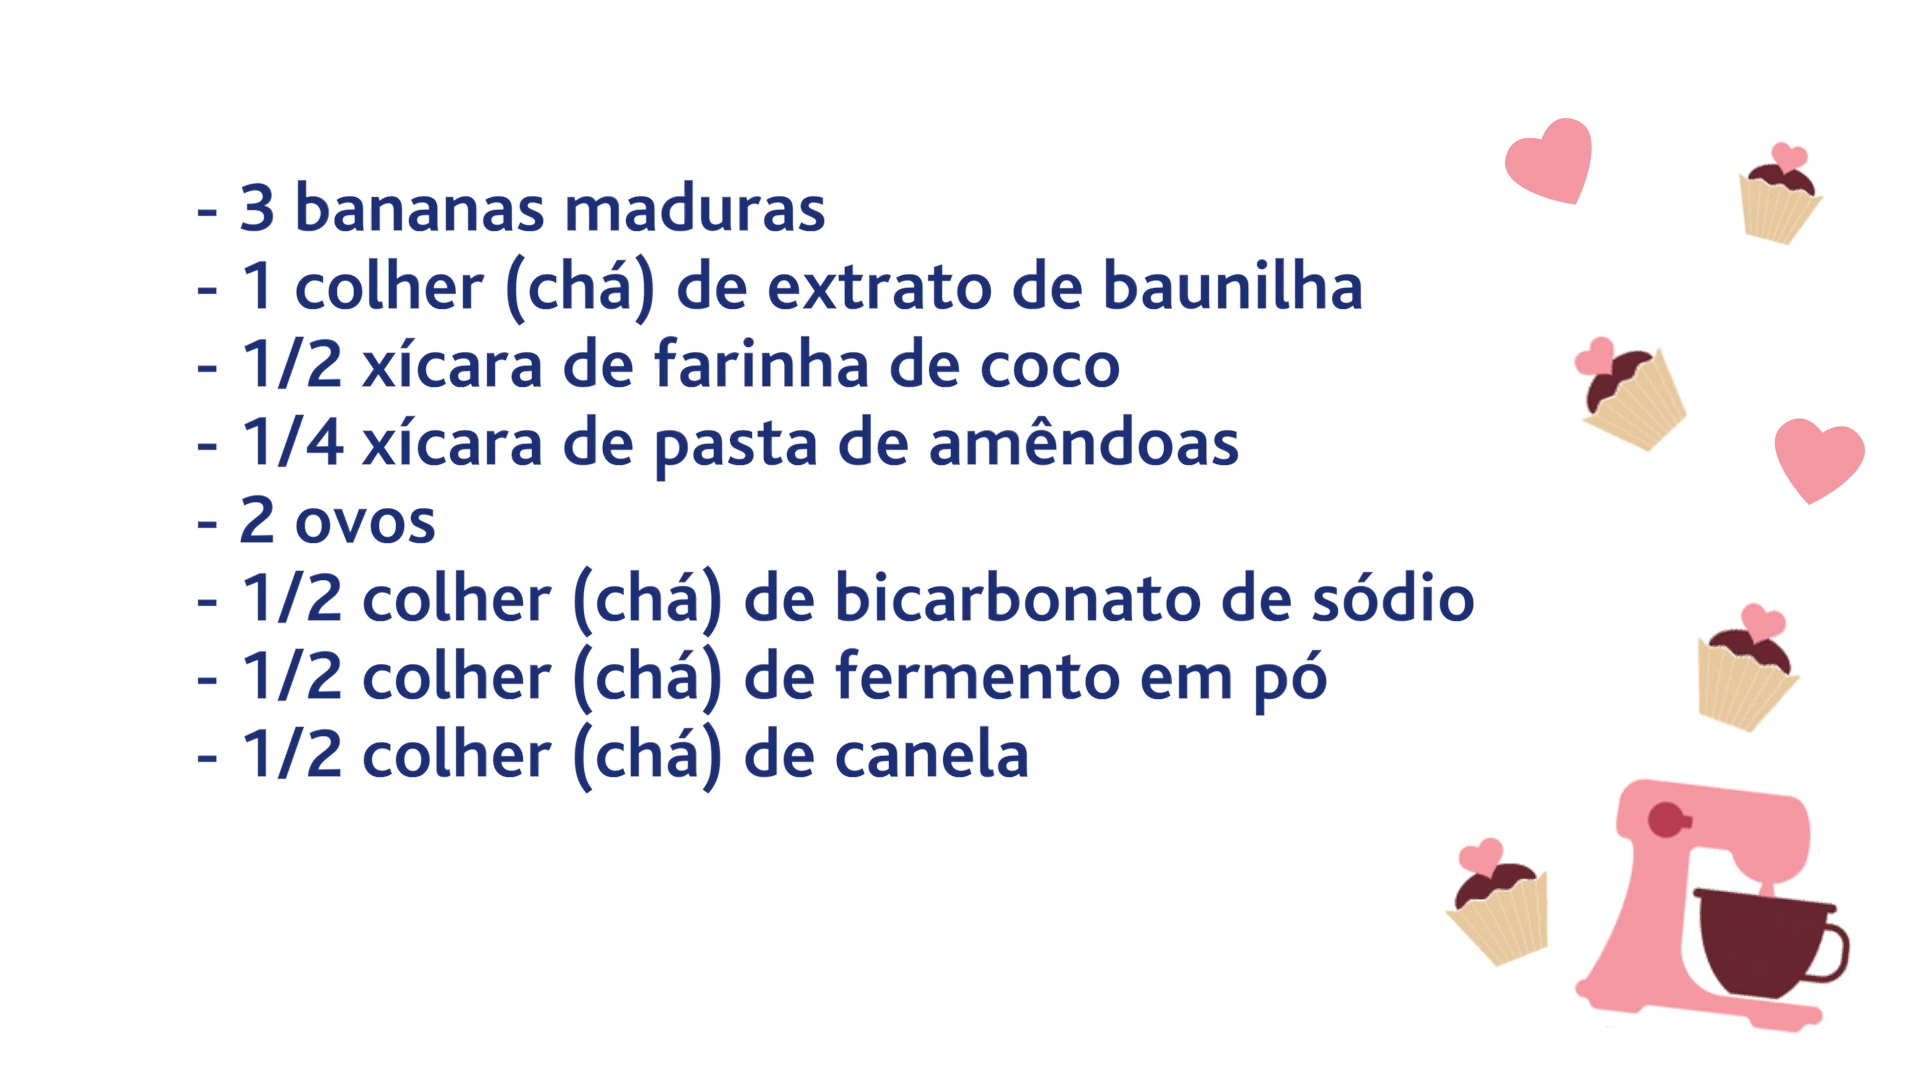 - 3 bananas maduras
- 1 colher (chá) de extrato de baunilha
- 1/2 xícara de farinha de coco
- 1/4 xícara de pasta de amêndoas
- 2 ovos
- 1/2 colher (chá) de bicarbonato de sódio
- 1/2 colher (chá) de fermento em pó
- 1/2 colher (chá) de canela